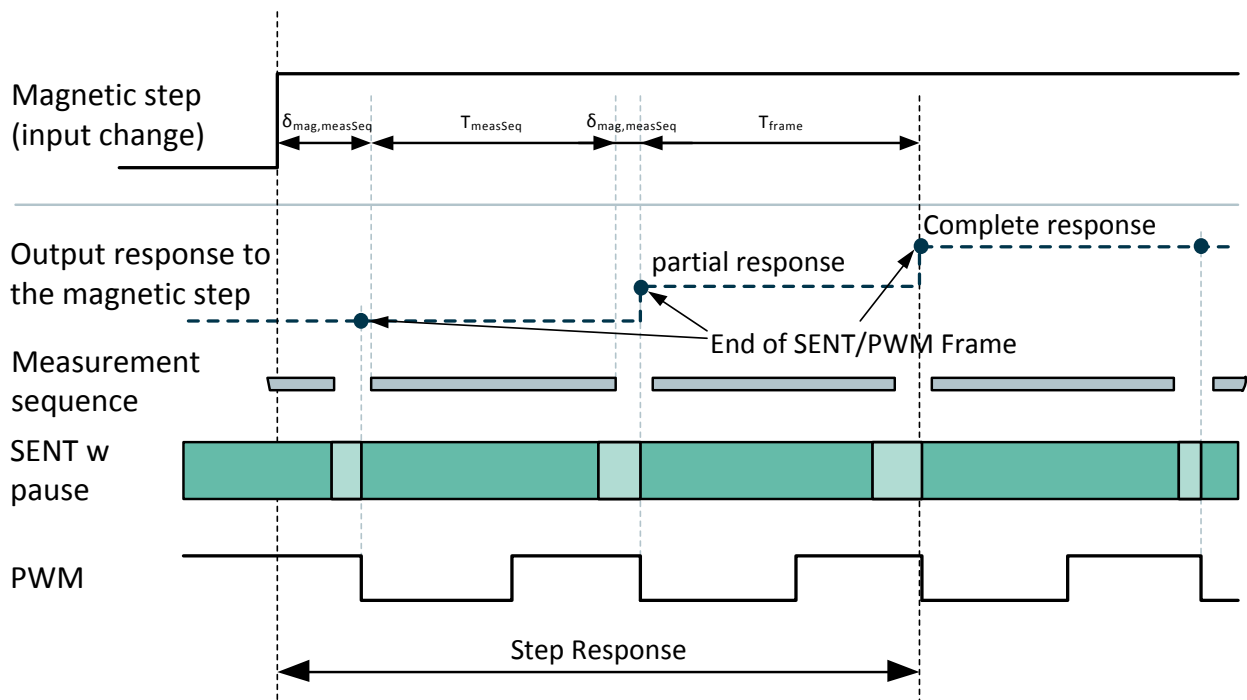 Magnetic step
(input change)
δmag,measSeq
TmeasSeq
δmag,measSeq
Tframe
Output response to
the magnetic step
partial response
Complete response
End of SENT/PWM Frame
Measurement
sequence
SENT w
pause
PWM
Step Response